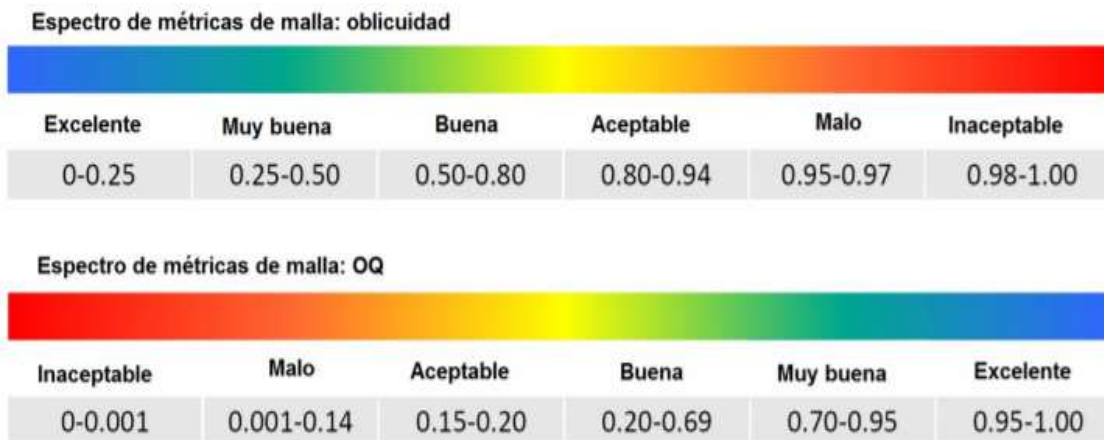 Espectro de métricas de malla: oblicuidad
Excelente Muy buena Buena Aceptable Malo Inaceptable
0-0.25 0.25-0.50 0.50-0.80 0.80-0.94 0.95-0.97 0.98-1.00
Espectro de métricas de malla: OQ
Inaceptable Malo Aceptable Buena Muy buena Excelente
0-0.001 0.001-0.14 0.15-0.20 0.20-0.69 0.70-0.95 0.95-1.00